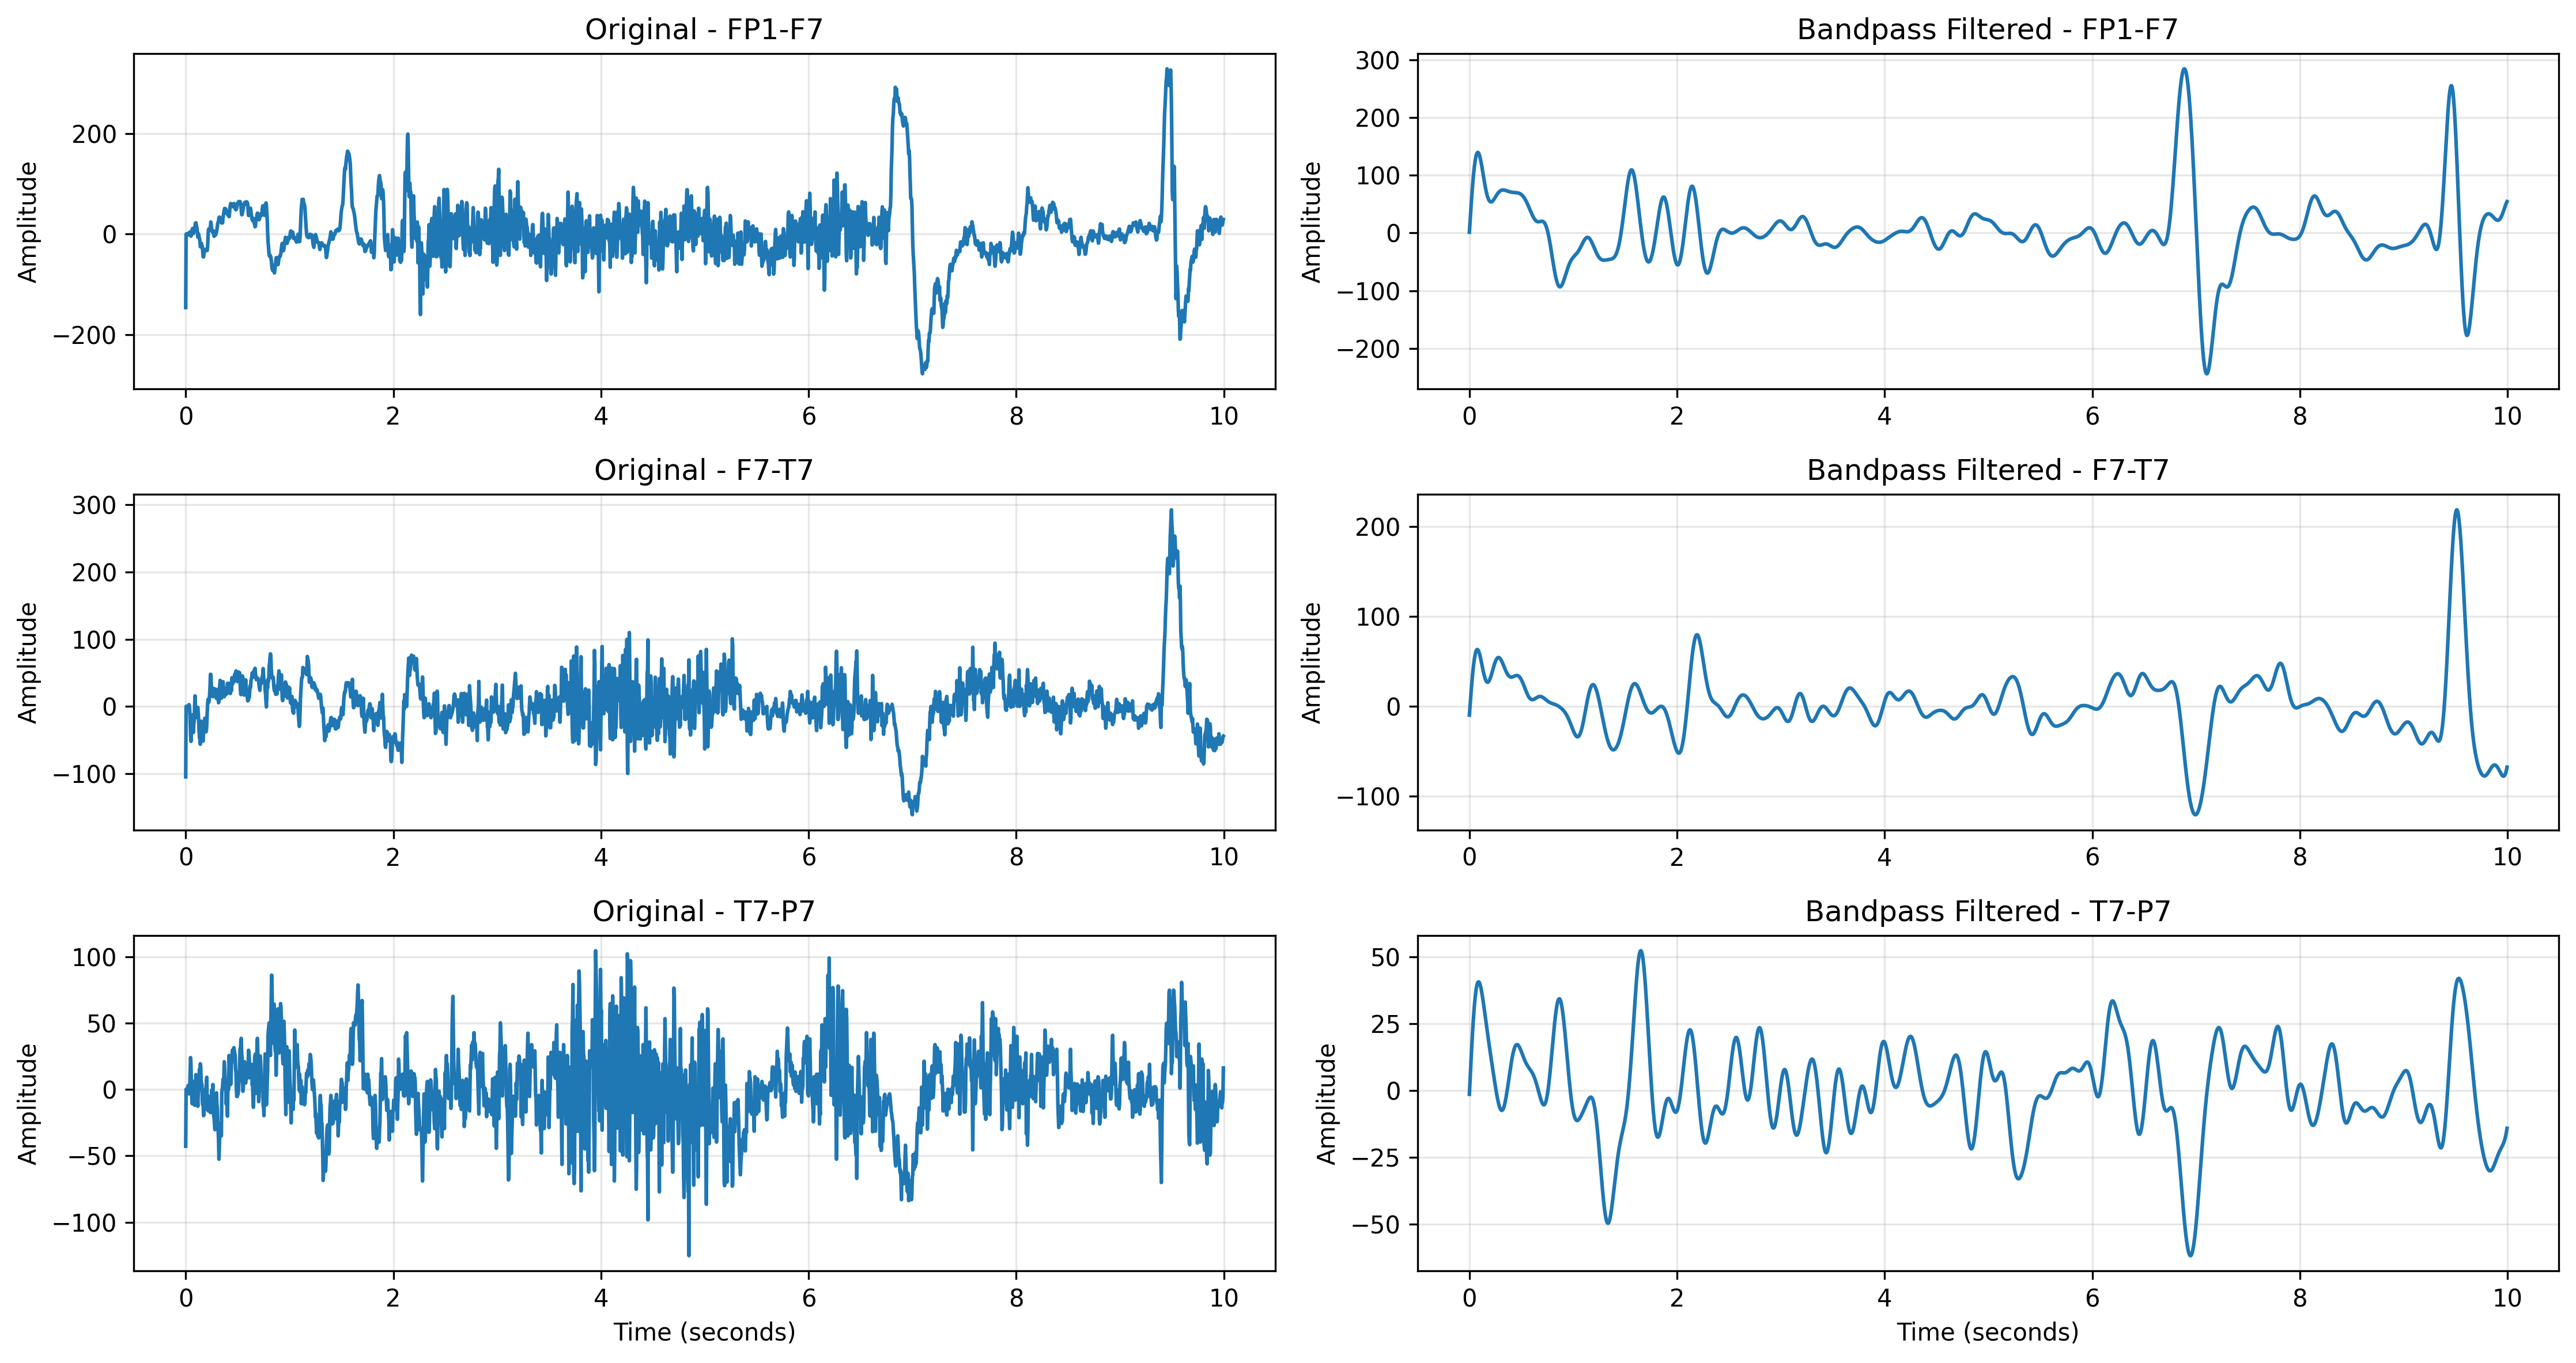 Original - FP1-F7
Bandpass Filtered - FP1-F7
Amplitude
200
0
−200
0 2 4 6 8 10
Amplitude
300
200
100
0
−100
−200
0 2 4 6 8 10
Original - F7-T7
Bandpass Filtered - F7-T7
Amplitude
300
200
100
0
−100
0 2 4 6 8 10
Amplitude
200
100
0
−100
0 2 4 6 8 10
Original - T7-P7
Bandpass Filtered - T7-P7
Amplitude
100
50
0
−50
−100
0 2 4 6 8 10
Time (seconds)
Amplitude
50
25
0
−25
−50
0 2 4 6 8 10
Time (seconds)